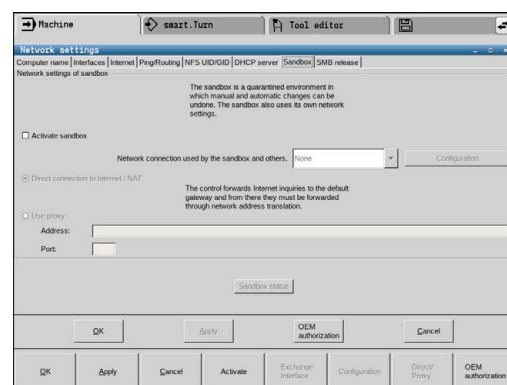 Machine
smart.Turn
Tool editor
Network settings
Computer name Interfaces Internet Ping/Routing NFS UID/GID DHCP server Sandbox SMB release
Network settings of sandbox
The sandbox is a quarantined environment in
which manual and automatic changes can be
undone. The sandbox also uses its own network
settings.
Activate sandbox
Network connection used by the sandbox and others. None Configuration
Direct connection to Internet / NAT
The control forwards Internet inquiries to the default
gateway and from there they must be forwarded
through network address translation.
Use proxy
Address:
Port:
Sandbox status
OK Apply OEM authorization Cancel
OK Apply Cancel Activate Exchange Interface Configuration Direct/ Proxy OEM authorization